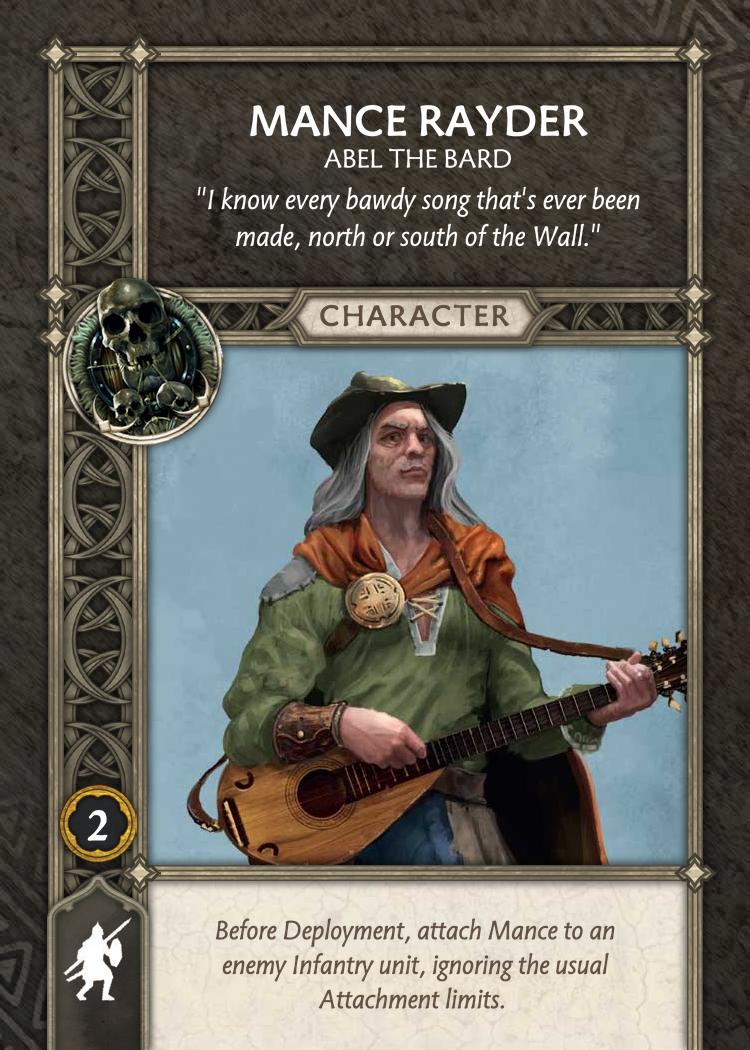 MANCE RAYDER
ABEL THE BARD
"I know every bawdy song that's ever been
made, north or south of the Wall."
CHARACTER
2
Before Deployment, attach Mance to an
enemy Infantry unit, ignoring the usual
Attachment limits.